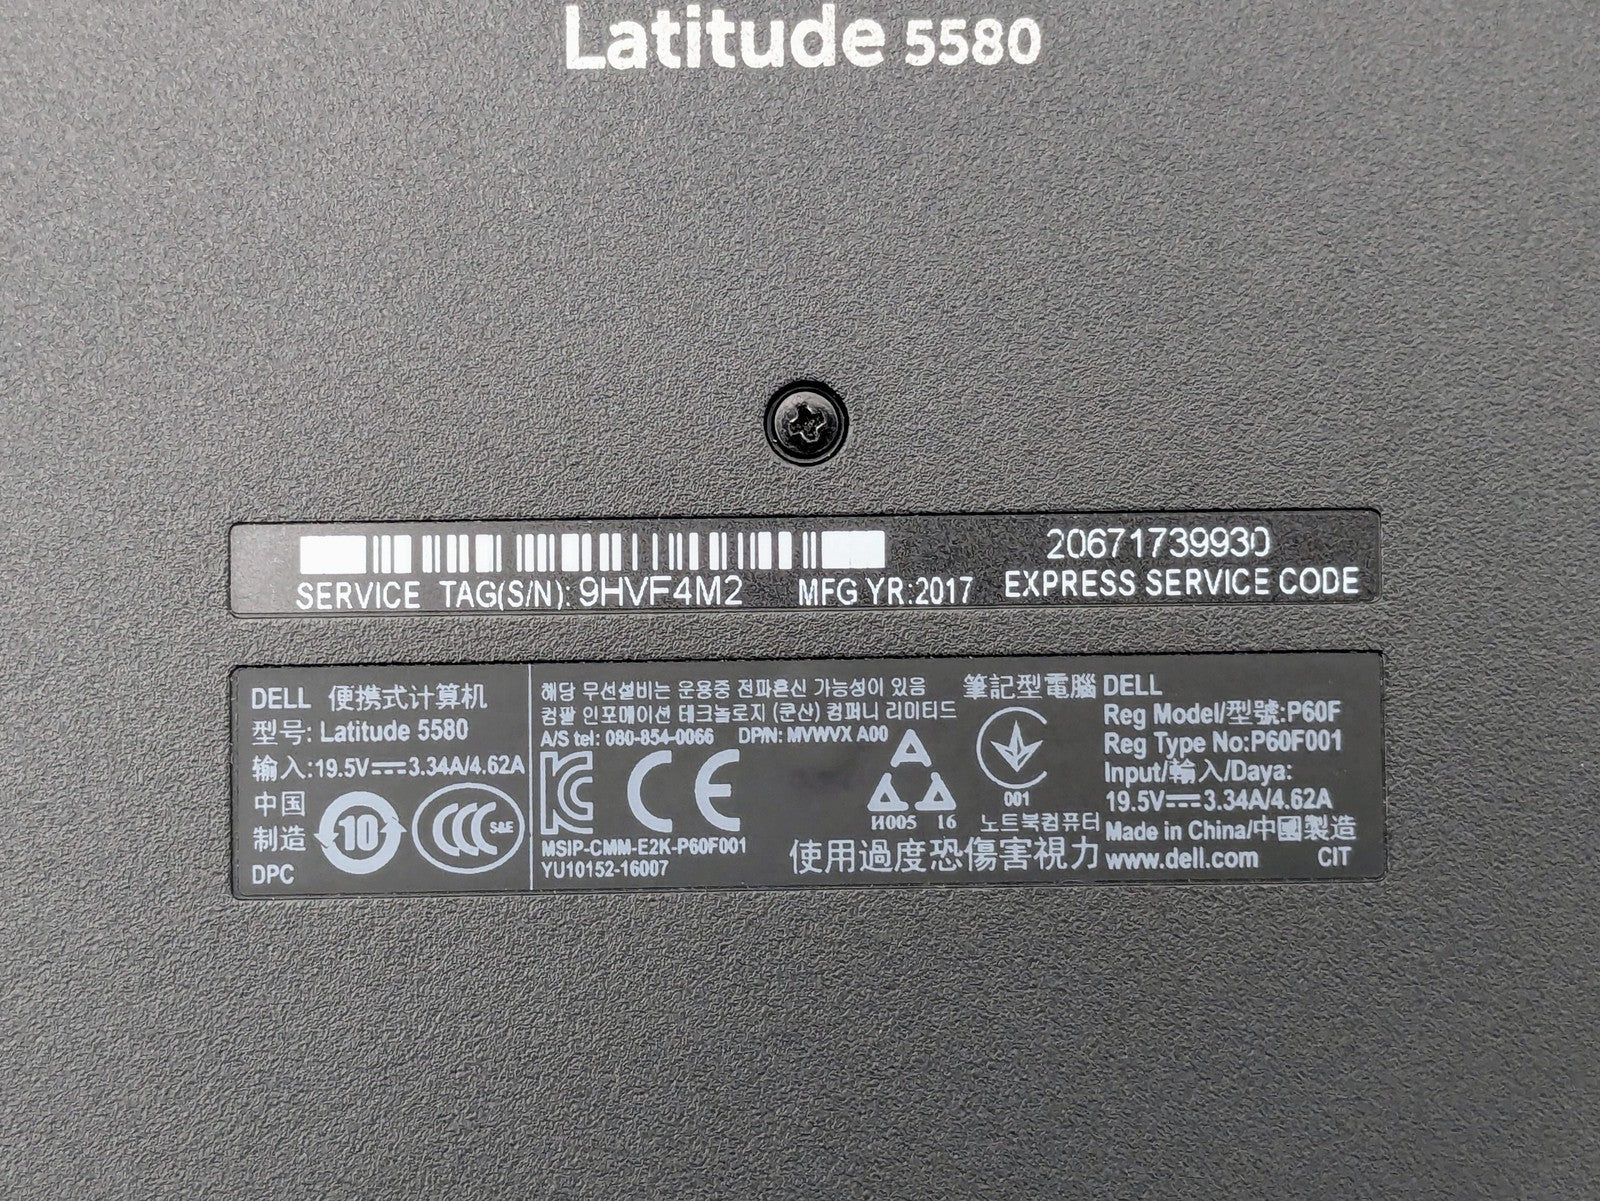 Latitude 5580
20671739930
SERVICE TAG(S/N): 9HVF4M2 MFG YR:2017 EXPRESS SERVICE CODE
DELL 便携式计算机
型号: Latitude 5580
输入:19.5V⎓3.34A/4.62A
中国
制造
10
S&E
DPC
해당 무선설비는 운용중 전파혼신 가능성이 있음
컴팔 인포메이션 테크놀로지 (쿤산) 컴퍼니 리미티드
A/S tel: 080-854-0066 DP/N: MVWVX A00
CE
MSIP-CMM-E2K-P60F001
YU10152-16007
И005 16
001
노트북컴퓨터
使用過度恐傷害視力
筆記型電腦 DELL
Reg Model/型號:P60F
Reg Type No:P60F001
Input/輸入/Daya:
19.5V⎓3.34A/4.62A
Made in China/中國製造
www.dell.com CIT